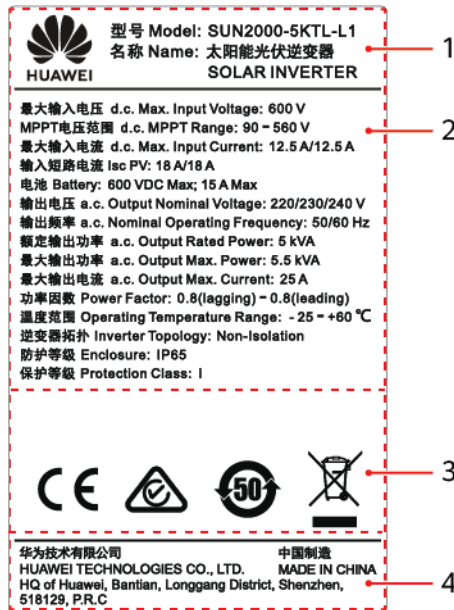 型号 Model: SUN2000-5KTL-L1
名称 Name: 太阳能光伏逆变器
SOLAR INVERTER
HUAWEI
1
最大输入电压 d.c. Max. Input Voltage: 600 V
MPPT电压范围 d.c. MPPT Range: 90 - 560 V
2
最大输入电流 d.c. Max. Input Current: 12.5 A/12.5 A
输入短路电流 Isc PV: 18 A/18 A
电池 Battery: 600 VDC Max; 15 A Max
输出电压 a.c. Output Nominal Voltage: 220/230/240 V
输出频率 a.c. Nominal Operating Frequency: 50/60 Hz
额定输出功率 a.c. Output Rated Power: 5 kVA
最大输出功率 a.c. Output Max. Power: 5.5 kVA
最大输出电流 a.c. Output Max. Current: 25 A
功率因数 Power Factor: 0.8(lagging) - 0.8(leading)
温度范围 Operating Temperature Range: - 25 - +60 ℃
逆变器拓扑 Inverter Topology: Non-Isolation
防护等级 Enclosure: IP65
保护等级 Protection Class: I
CE
50
3
华为技术有限公司 中国制造
HUAWEI TECHNOLOGIES CO., LTD. MADE IN CHINA
HQ of Huawei, Bantian, Longgang District, Shenzhen,
518129, P.R.C
4